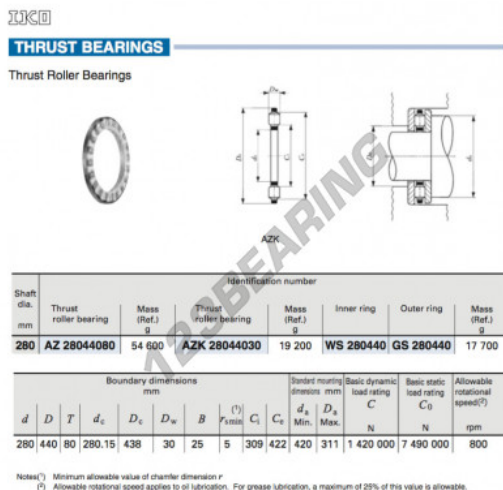 IKO
THRUST BEARINGS
Thrust Roller Bearings
AZK
123BEARING
Identification number
Shaft dia. mm Thrust roller bearing Mass (Ref.) g Thrust roller bearing Mass (Ref.) g Inner ring Outer ring Mass (Ref.) g
280 AZ 28044080 54 600 AZK 28044030 19 200 WS 280440 GS 280440 17 700
Boundary dimensions mm Standard mounting dimensions mm Basic dynamic load rating C N Basic static load rating C0 N Allowable rotational speed(2) rpm
d D T dc Dc Dw B rsmin(1) Ci Ce da Min. Da Max.
280 440 80 280.15 438 30 25 5 309 422 420 311 1 420 000 7 490 000 800
Notes(1) Minimum allowable value of chamfer dimension r
(2) Allowable rotational speed applies to oil lubrication. For grease lubrication, a maximum of 25% of this value is allowable.